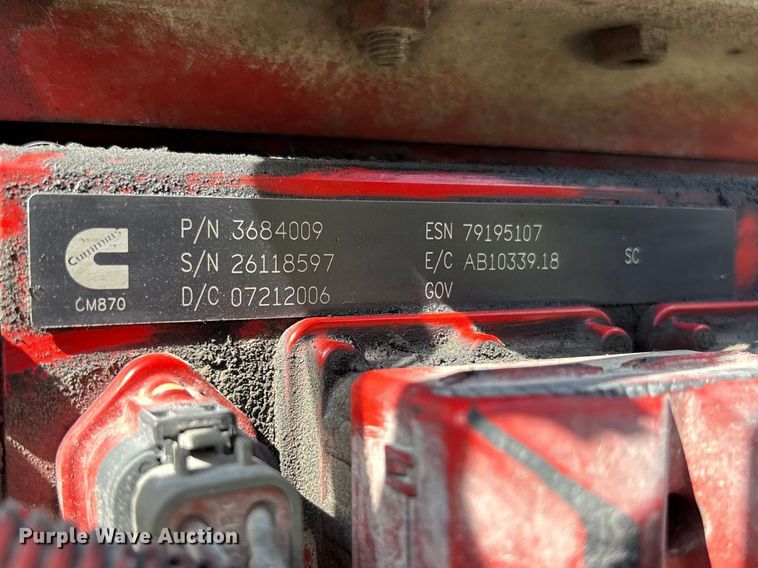 Cummins
CM870
P/N 3684009
S/N 26118597
D/C 07212006
ESN 79195107
E/C AB10339.18
SC
GOV
Purple Wave Auction